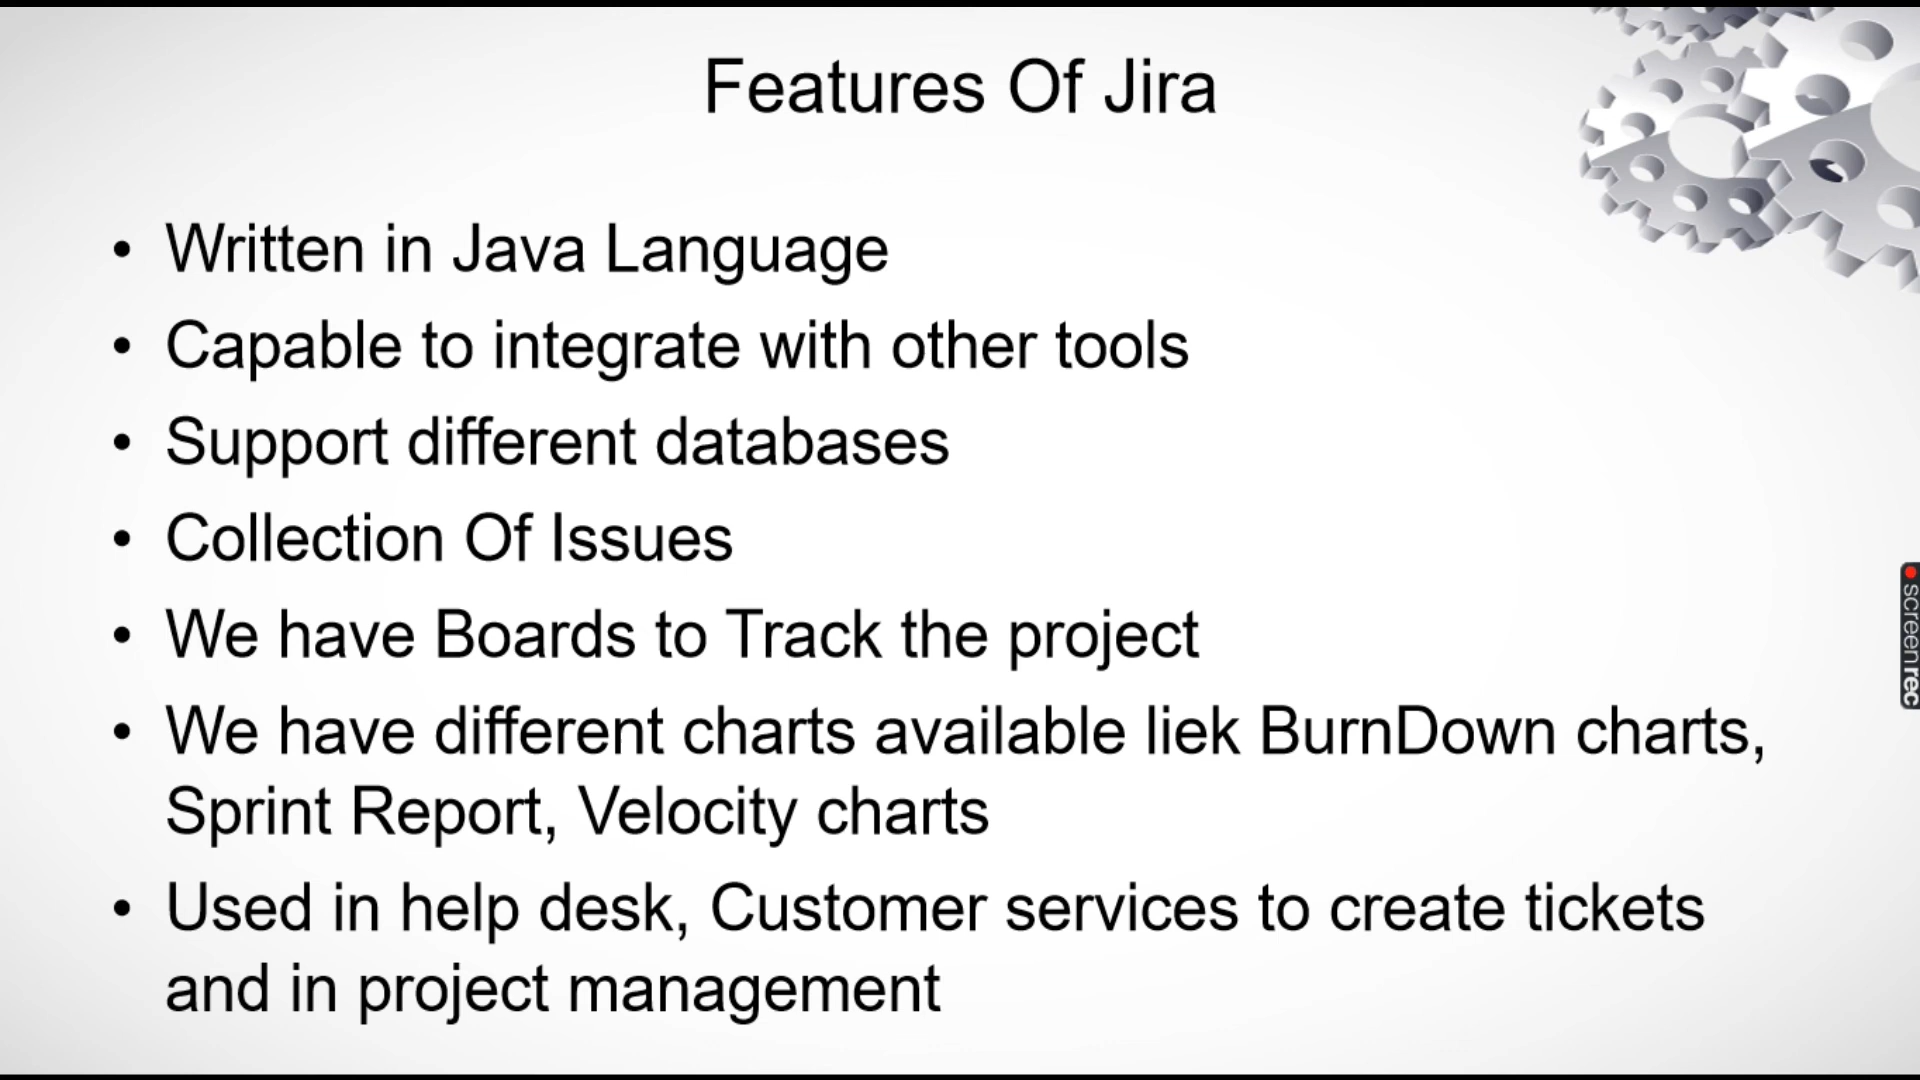 Features Of Jira
• Written in Java Language
• Capable to integrate with other tools
• Support different databases
• Collection Of Issues
• We have Boards to Track the project
• We have different charts available liek BurnDown charts,
Sprint Report, Velocity charts
• Used in help desk, Customer services to create tickets
and in project management
screenrec